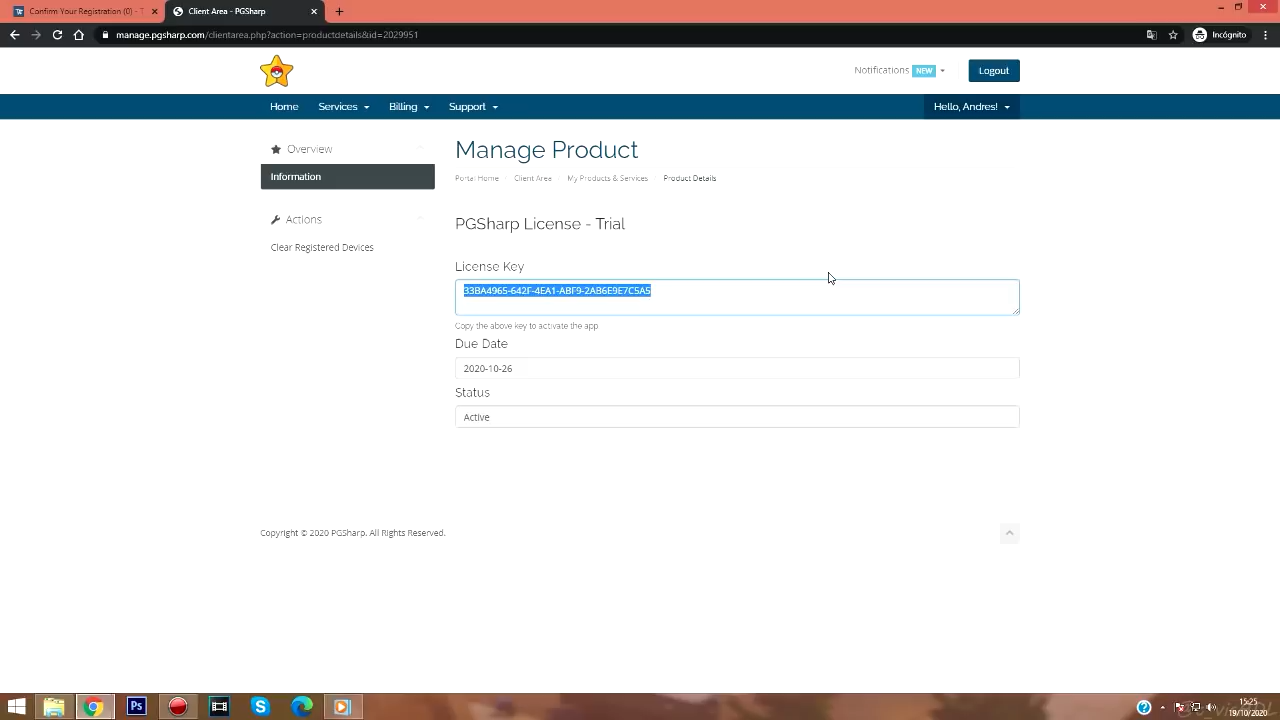 Confirm Your Registration (0) - T
Client Area - PGSharp
manage.pgsharp.com/clientarea.php?action=productdetails&id=2029951
Incógnito
Notifications NEW
Logout
Home Services Billing Support
Hello, Andres!
Overview
Information
Actions
Clear Registered Devices
Manage Product
Portal Home / Client Area / My Products & Services / Product Details
PGSharp License - Trial
License Key
33BA4965-642F-4EA1-ABF9-2AB6E9E7C5A5
Copy the above key to activate the app
Due Date
2020-10-26
Status
Active
Copyright © 2020 PGSharp. All Rights Reserved.
Ps
15:25
19/10/2020